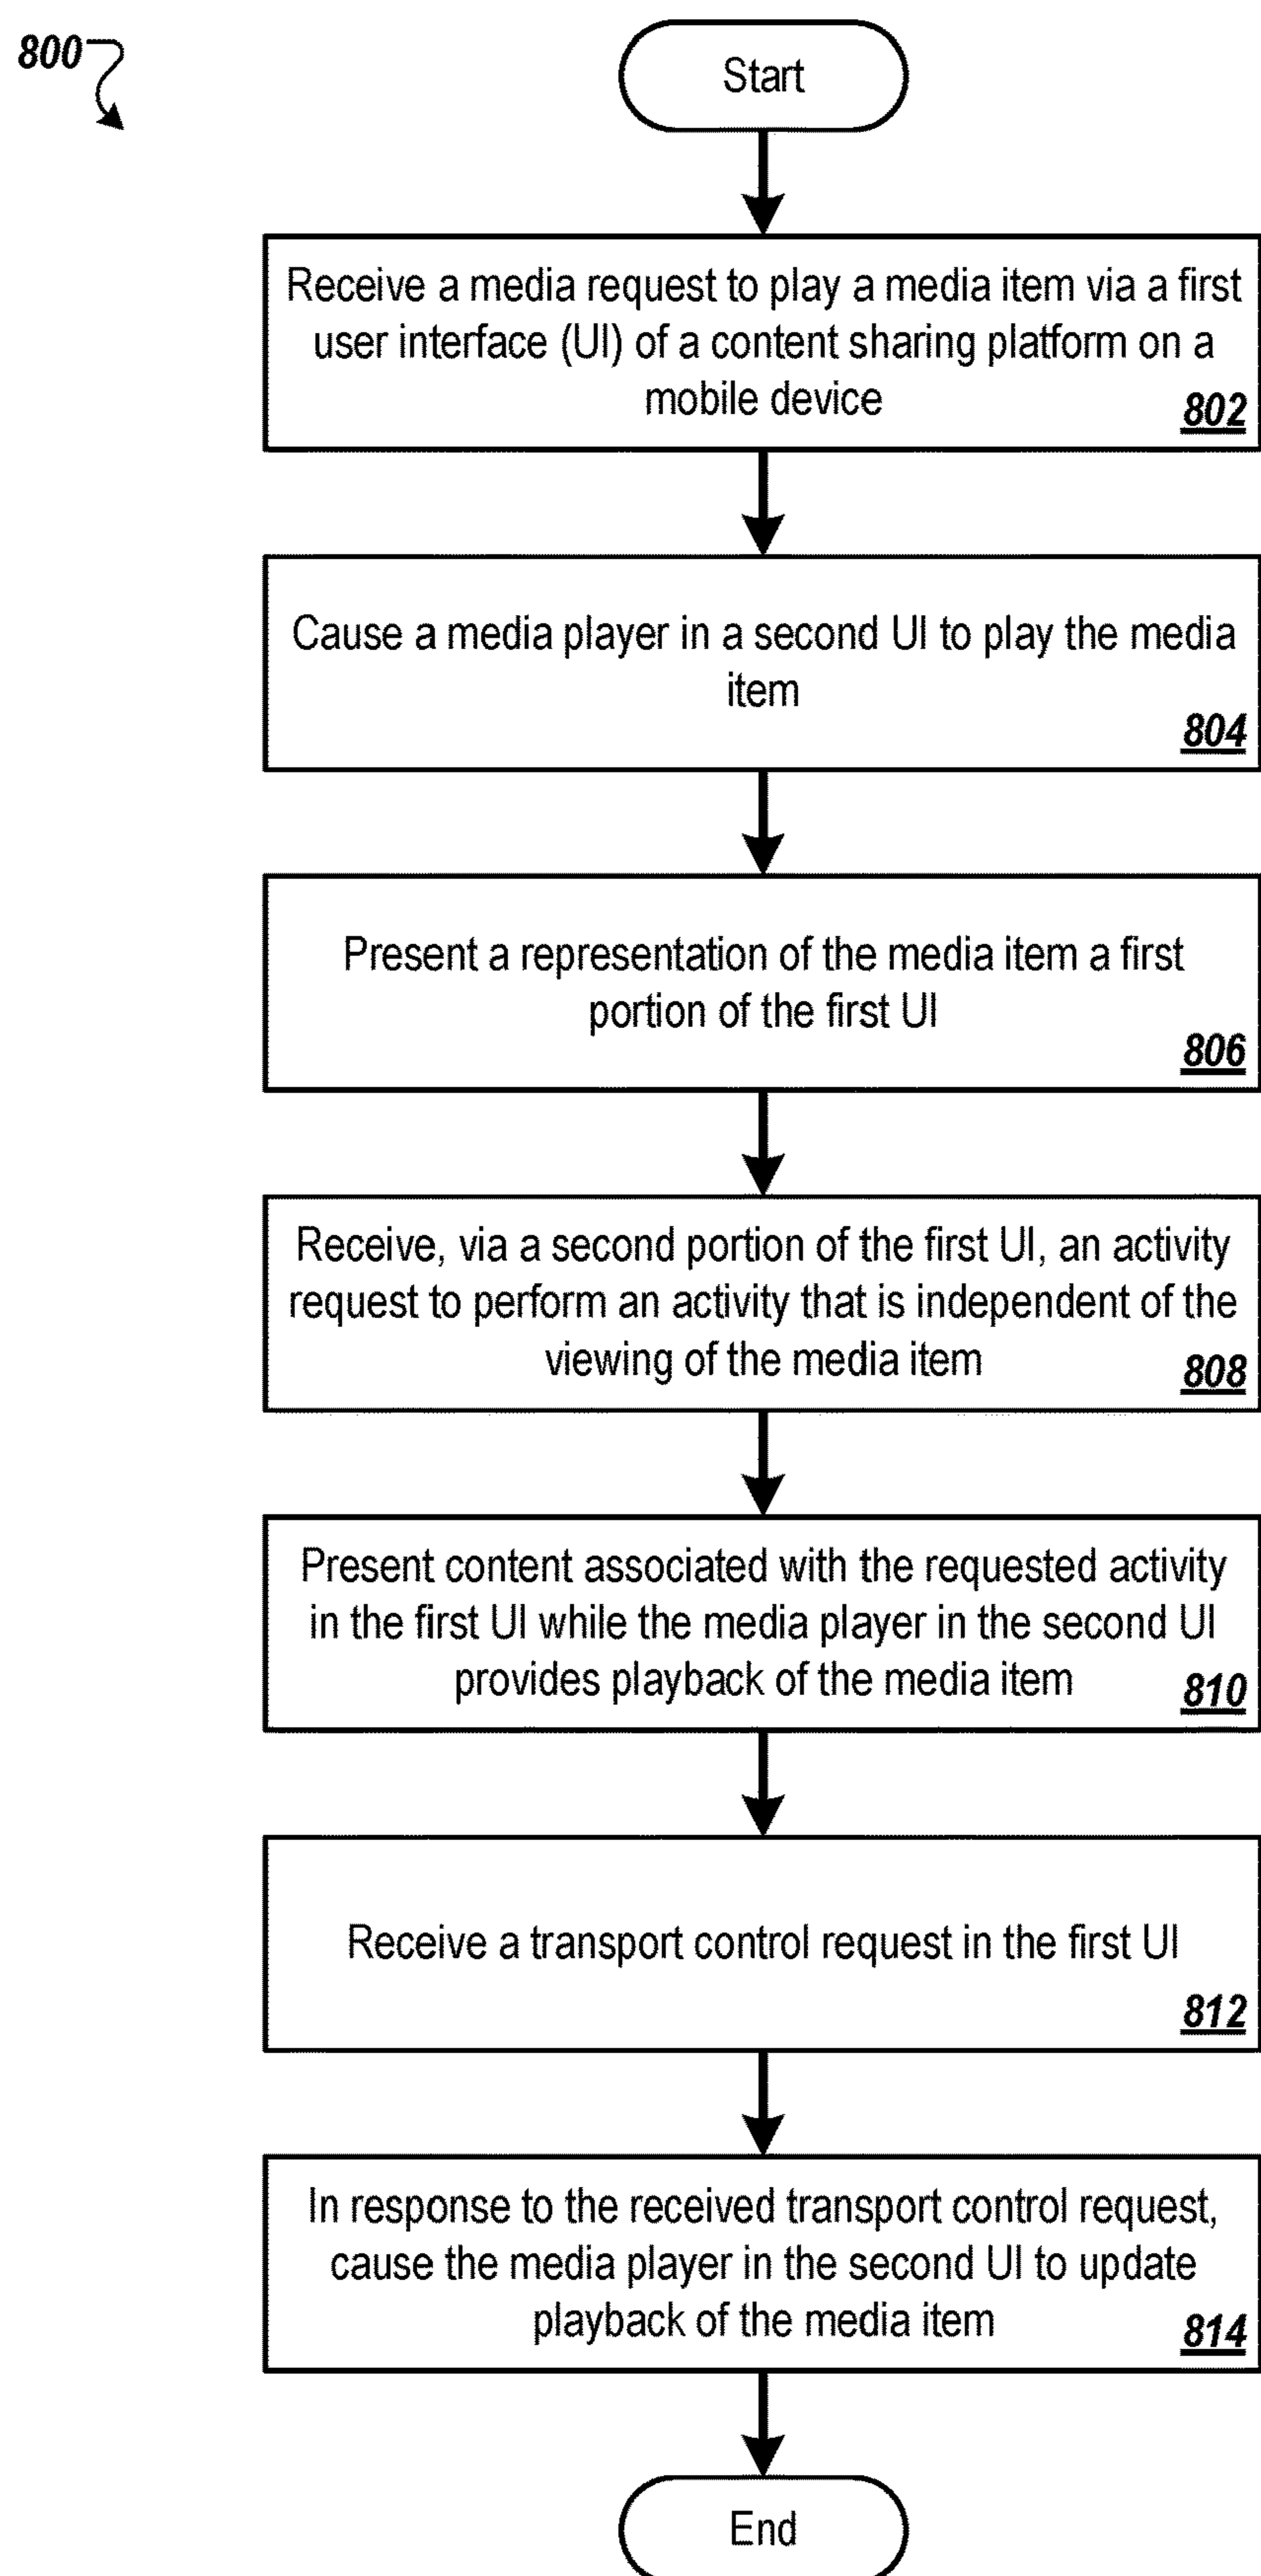 800
Start
Receive a media request to play a media item via a first
user interface (UI) of a content sharing platform on a
mobile device
802
Cause a media player in a second UI to play the media
item
804
Present a representation of the media item a first
portion of the first UI
806
Receive, via a second portion of the first UI, an activity
request to perform an activity that is independent of the
viewing of the media item
808
Present content associated with the requested activity
in the first UI while the media player in the second UI
provides playback of the media item
810
Receive a transport control request in the first UI
812
In response to the received transport control request,
cause the media player in the second UI to update
playback of the media item
814
End